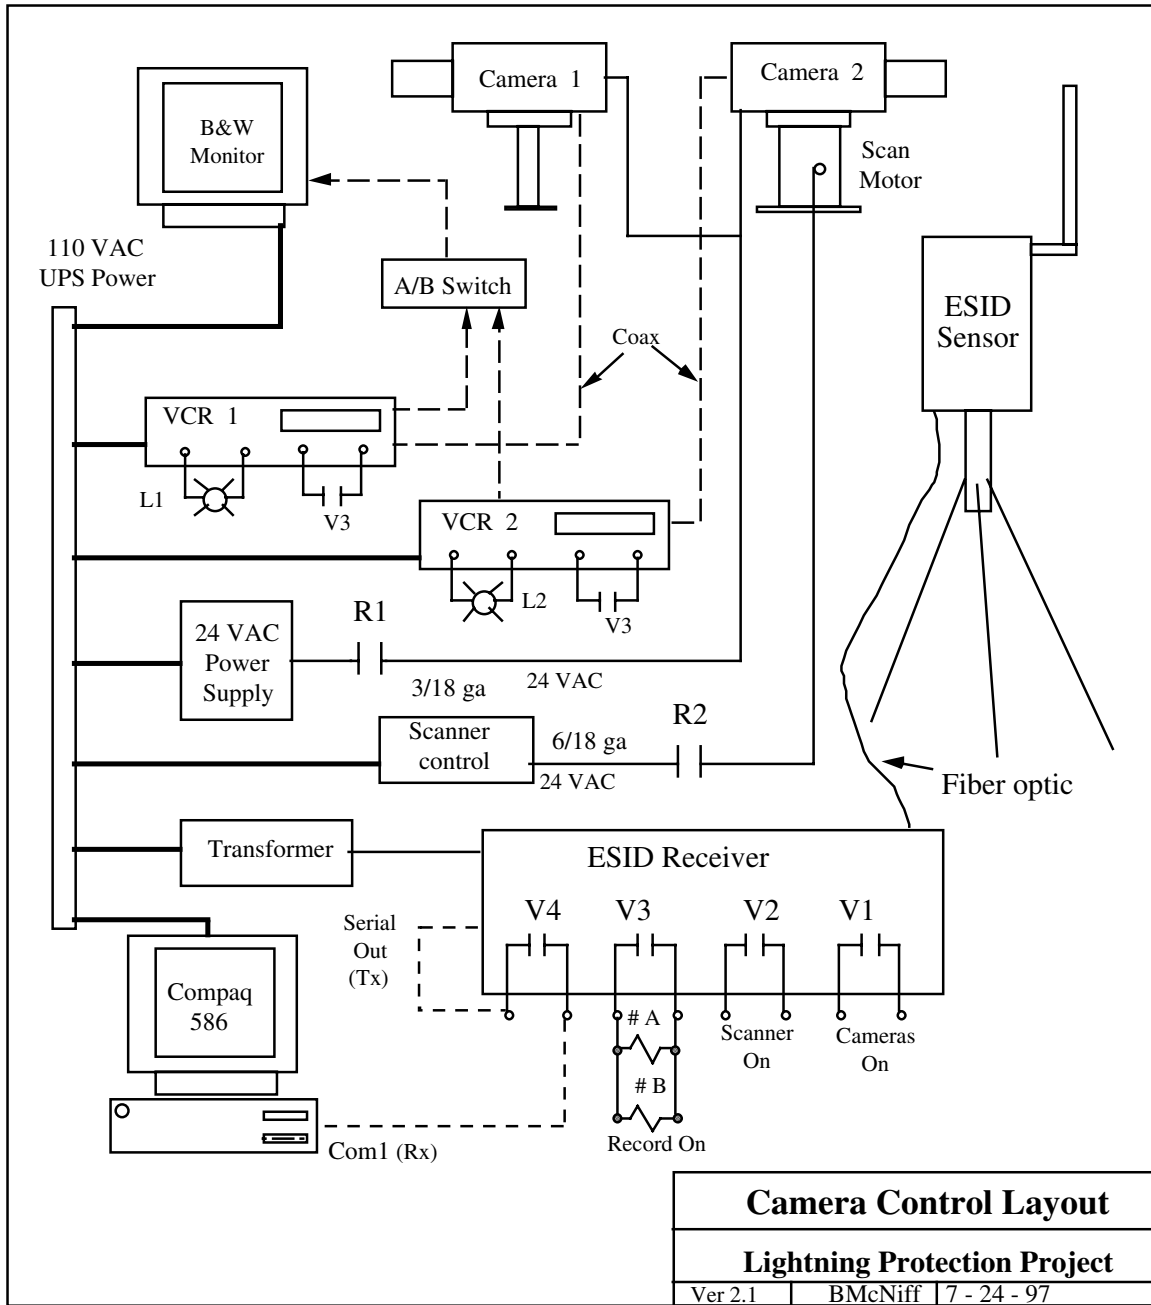 Camera 1
Camera 2
B&W
Monitor
Scan
Motor
110 VAC
UPS Power
A/B Switch
ESID
Sensor
Coax
VCR 1
L1
V3
VCR 2
L2
V3
R1
24 VAC
Power
Supply
3/18 ga
24 VAC
R2
Scanner
control
6/18 ga
24 VAC
Fiber optic
Transformer
ESID Receiver
Serial
Out
(Tx)
V4
V3
V2
V1
Compaq
586
# A
Scanner
On
Cameras
On
# B
Record On
Com1 (Rx)
Camera Control Layout
Lightning Protection Project
Ver 2.1
BMcNiff
7 - 24 - 97